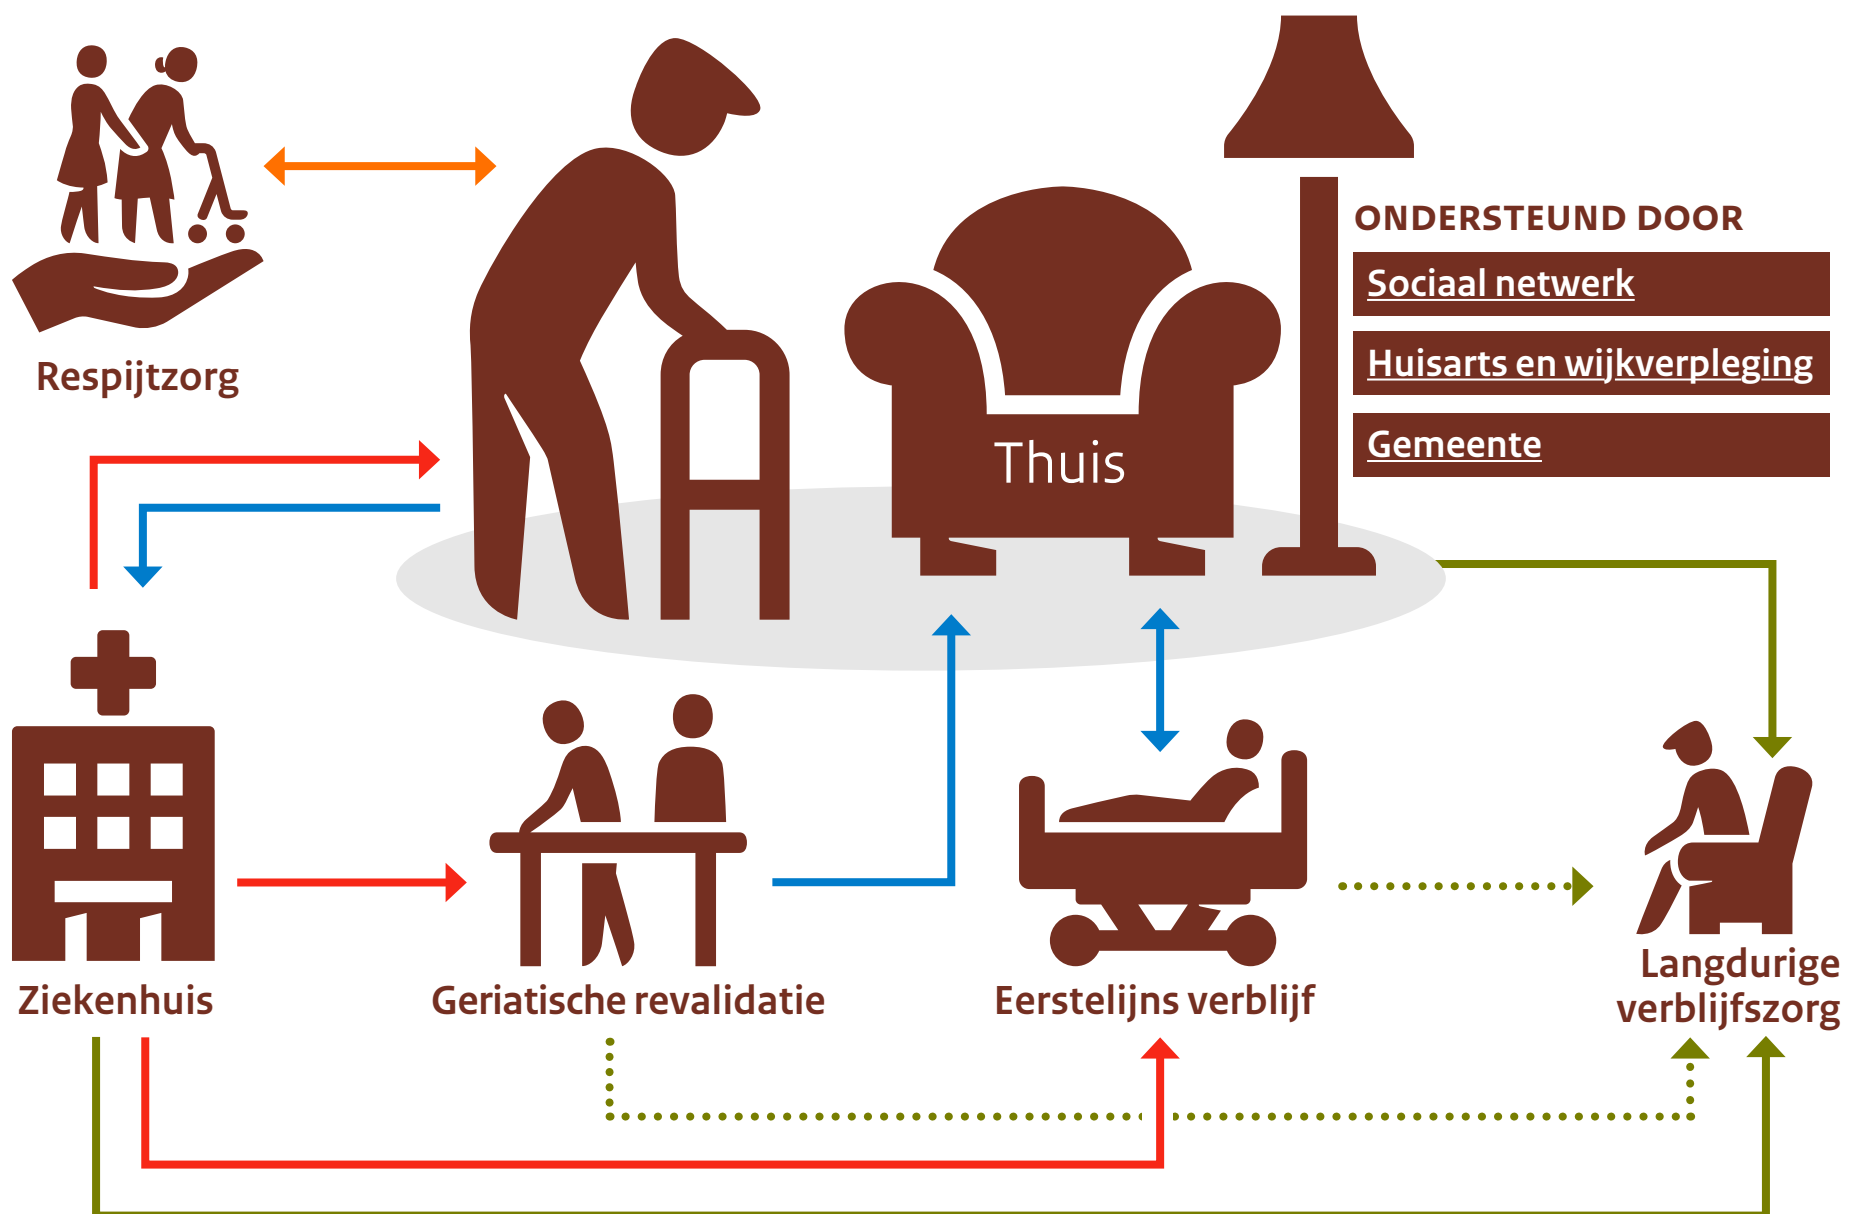 ONDERSTEUND DOOR
Sociaal netwerk
Huisarts en wijkverpleging
Gemeente
Respijtzorg
Thuis
Ziekenhuis
Geriatische revalidatie
Eerstelijns verblijf
Langdurige
verblijfszorg